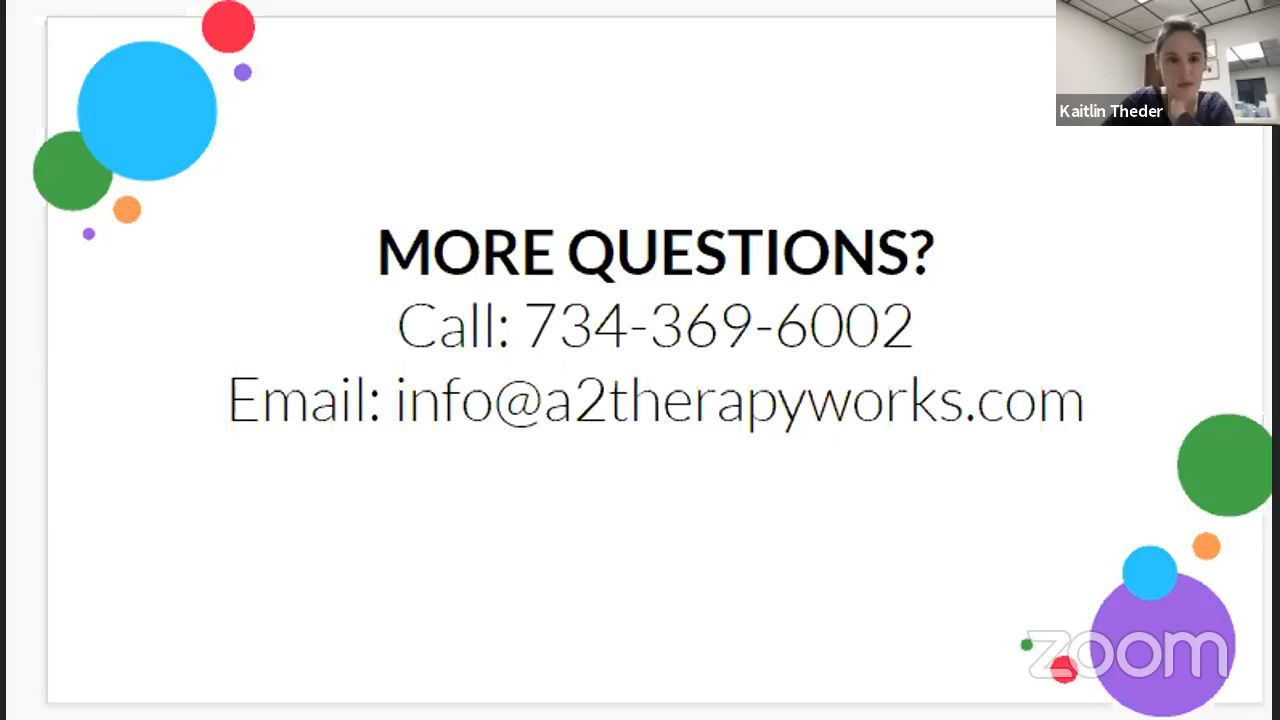 Kaitlin Theder
MORE QUESTIONS?
Call: 734-369-6002
Email: info@a2therapyworks.com
zoom